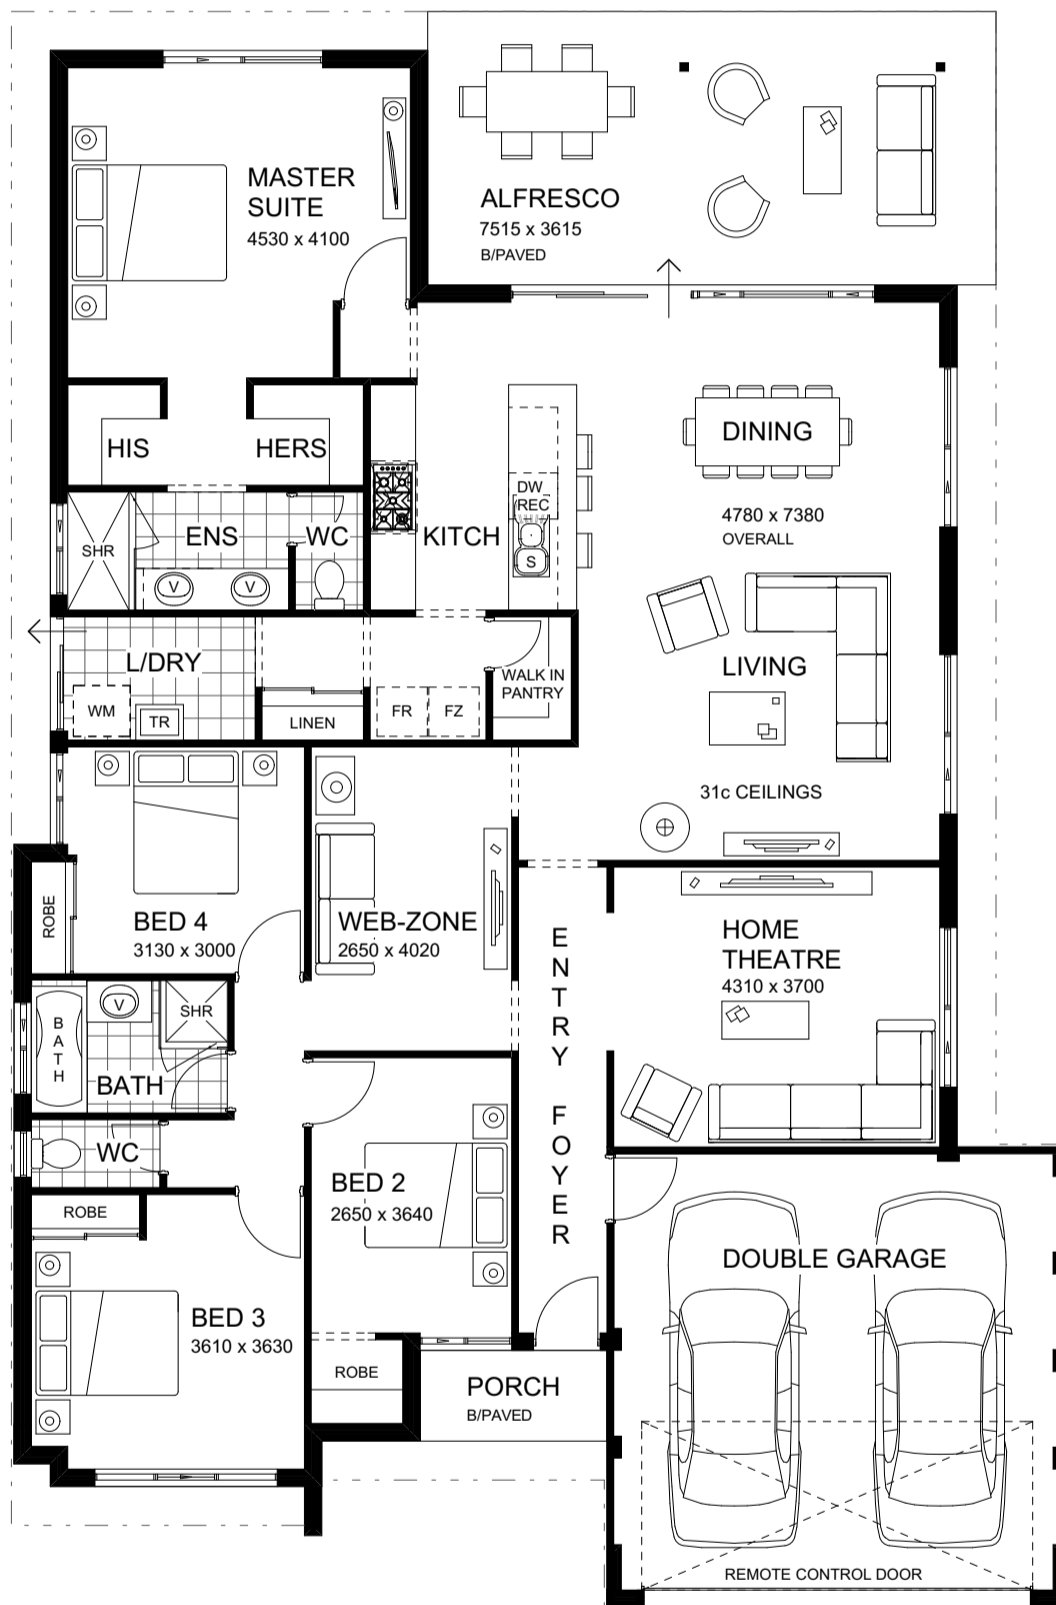 MASTER
SUITE
4530 x 4100
ALFRESCO
7515 x 3615
B/PAVED
HIS
HERS
DINING
4780 x 7380
OVERALL
DW
REC
S
KITCH
SHR
ENS
WC
V
V
L/DRY
WM
TR
LINEN
FR
FZ
WALK IN
PANTRY
LIVING
31c CEILINGS
ROBE
BED 4
3130 x 3000
WEB-ZONE
2650 x 4020
ENTRY FOYER
HOME
THEATRE
4310 x 3700
BATH
V
SHR
BATH
WC
ROBE
BED 2
2650 x 3640
BED 3
3610 x 3630
ROBE
PORCH
B/PAVED
DOUBLE GARAGE
REMOTE CONTROL DOOR